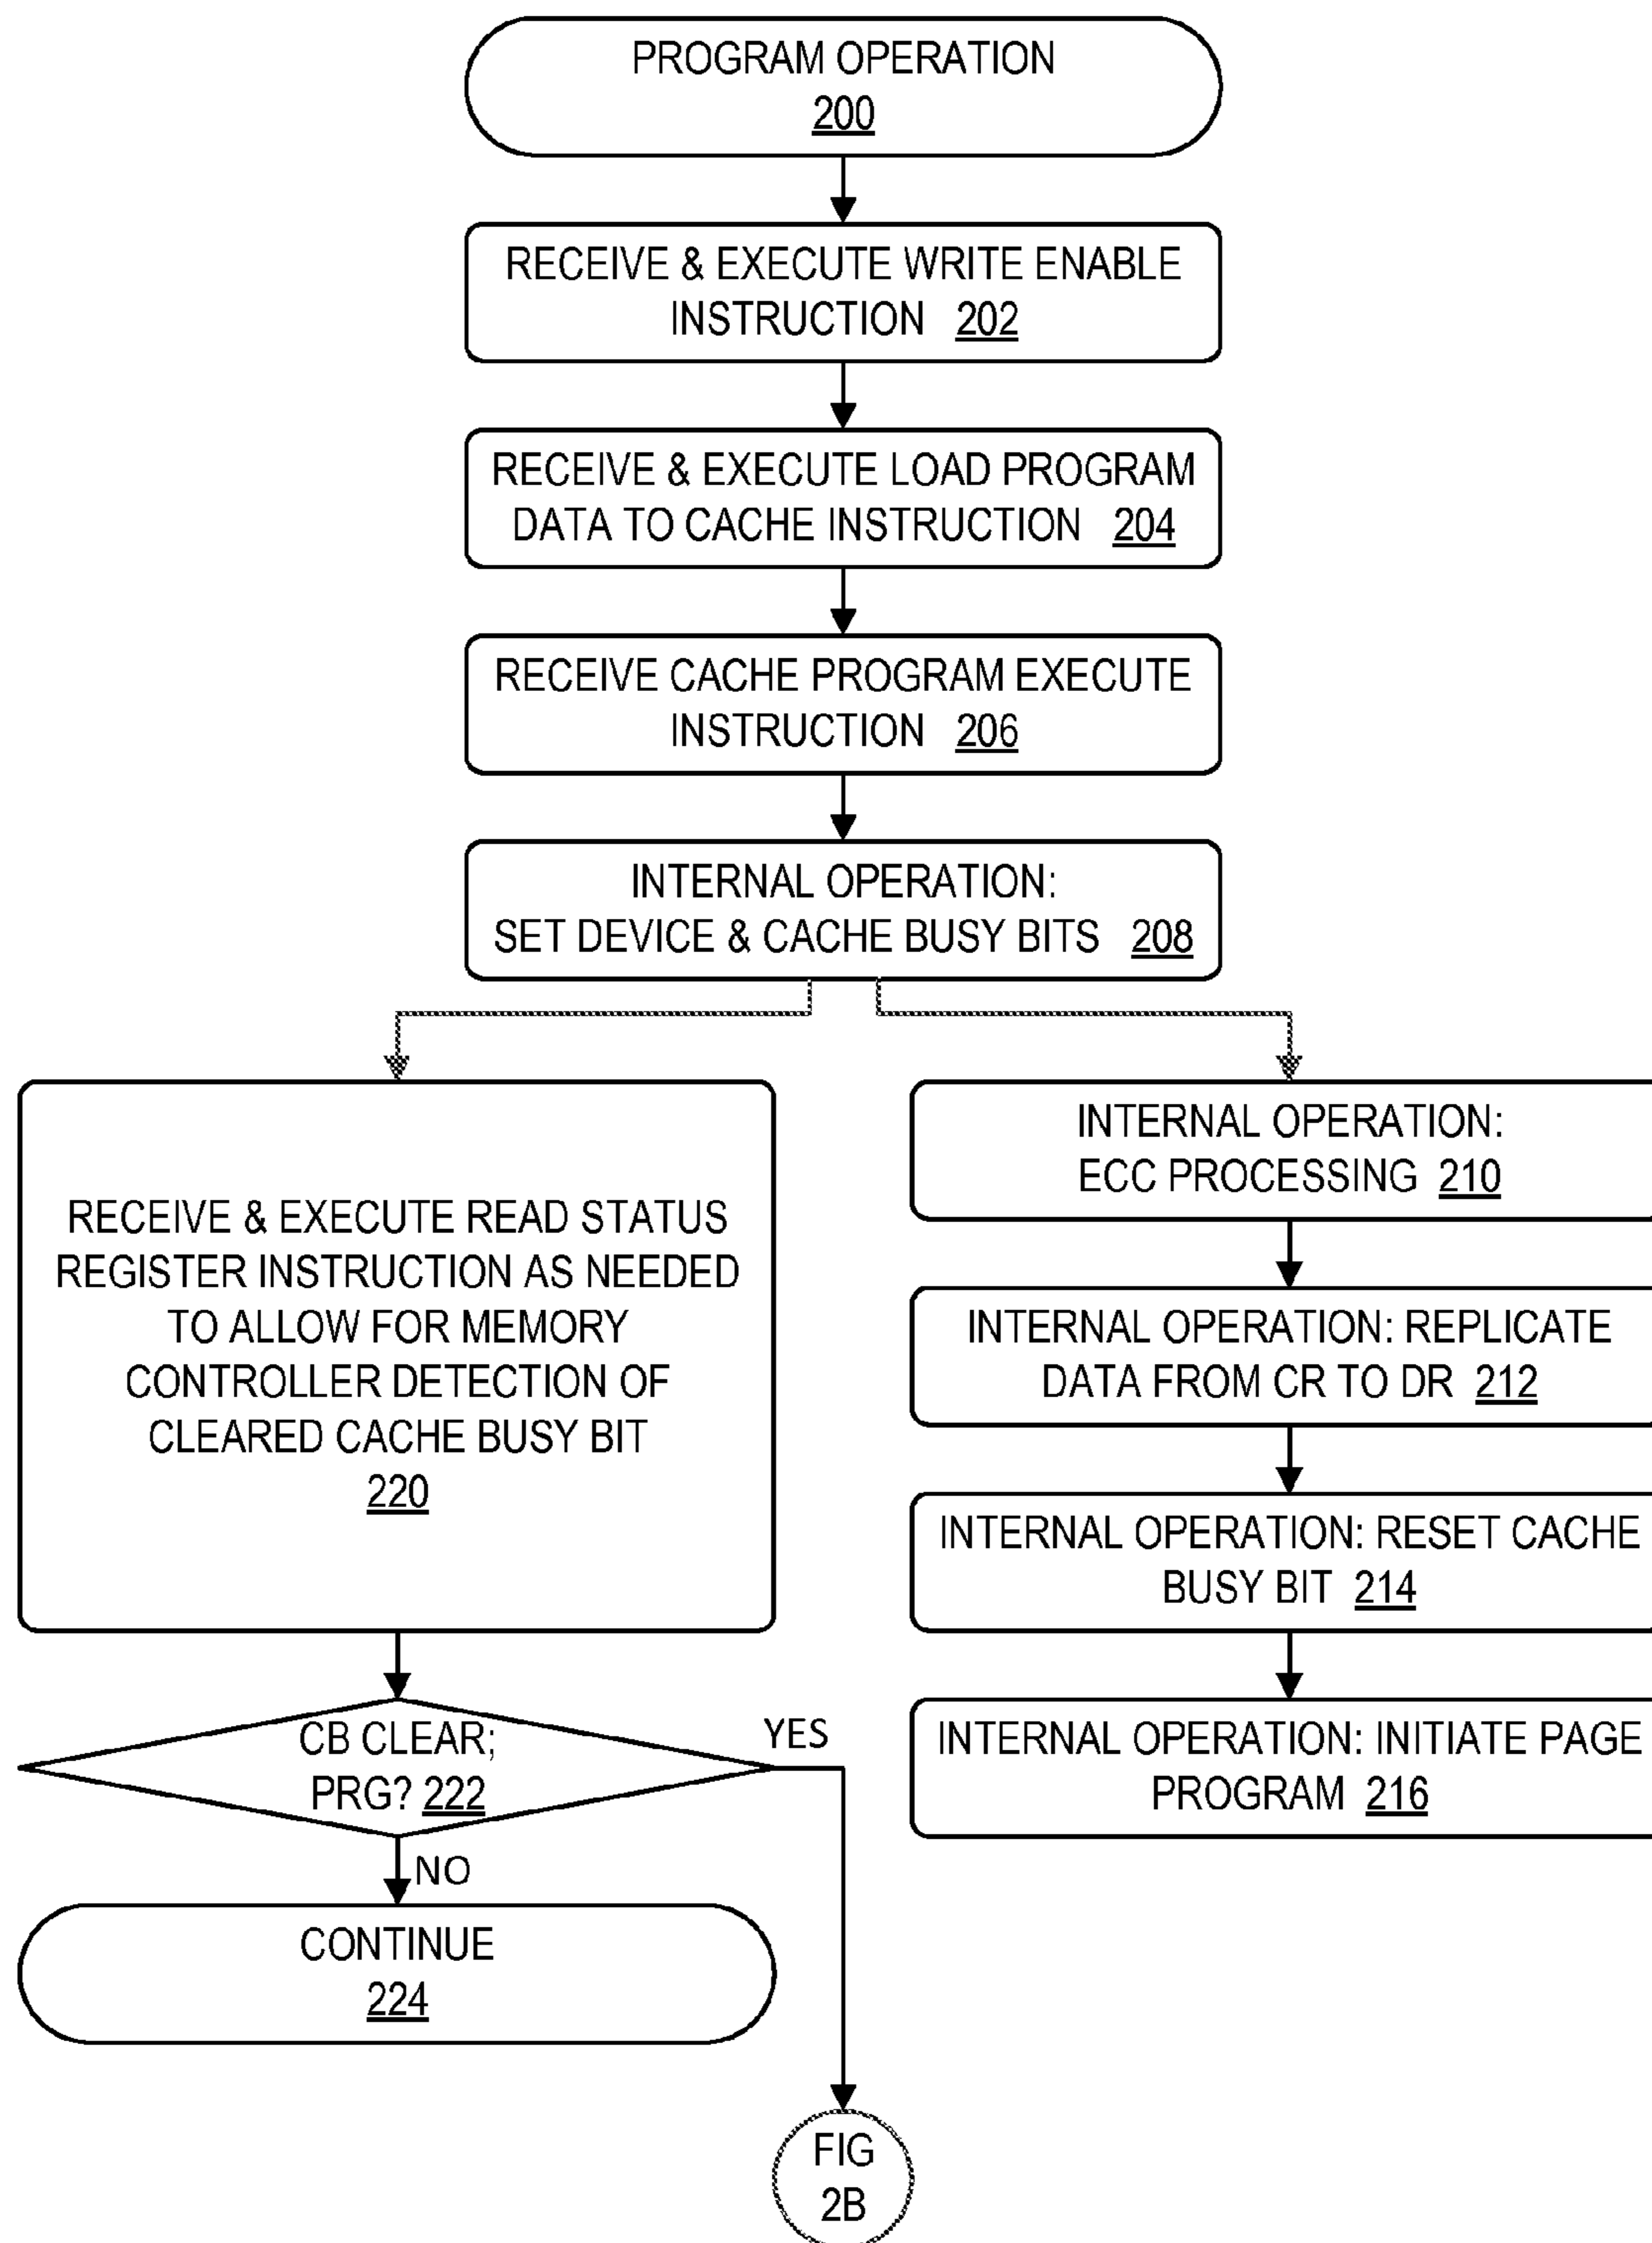 PROGRAM OPERATION
200
RECEIVE & EXECUTE WRITE ENABLE
INSTRUCTION 202
RECEIVE & EXECUTE LOAD PROGRAM
DATA TO CACHE INSTRUCTION 204
RECEIVE CACHE PROGRAM EXECUTE
INSTRUCTION 206
INTERNAL OPERATION:
SET DEVICE & CACHE BUSY BITS 208
RECEIVE & EXECUTE READ STATUS
REGISTER INSTRUCTION AS NEEDED
TO ALLOW FOR MEMORY
CONTROLLER DETECTION OF
CLEARED CACHE BUSY BIT
220
CB CLEAR;
PRG? 222
YES
NO
CONTINUE
224
INTERNAL OPERATION:
ECC PROCESSING 210
INTERNAL OPERATION: REPLICATE
DATA FROM CR TO DR 212
INTERNAL OPERATION: RESET CACHE
BUSY BIT 214
INTERNAL OPERATION: INITIATE PAGE
PROGRAM 216
FIG
2B